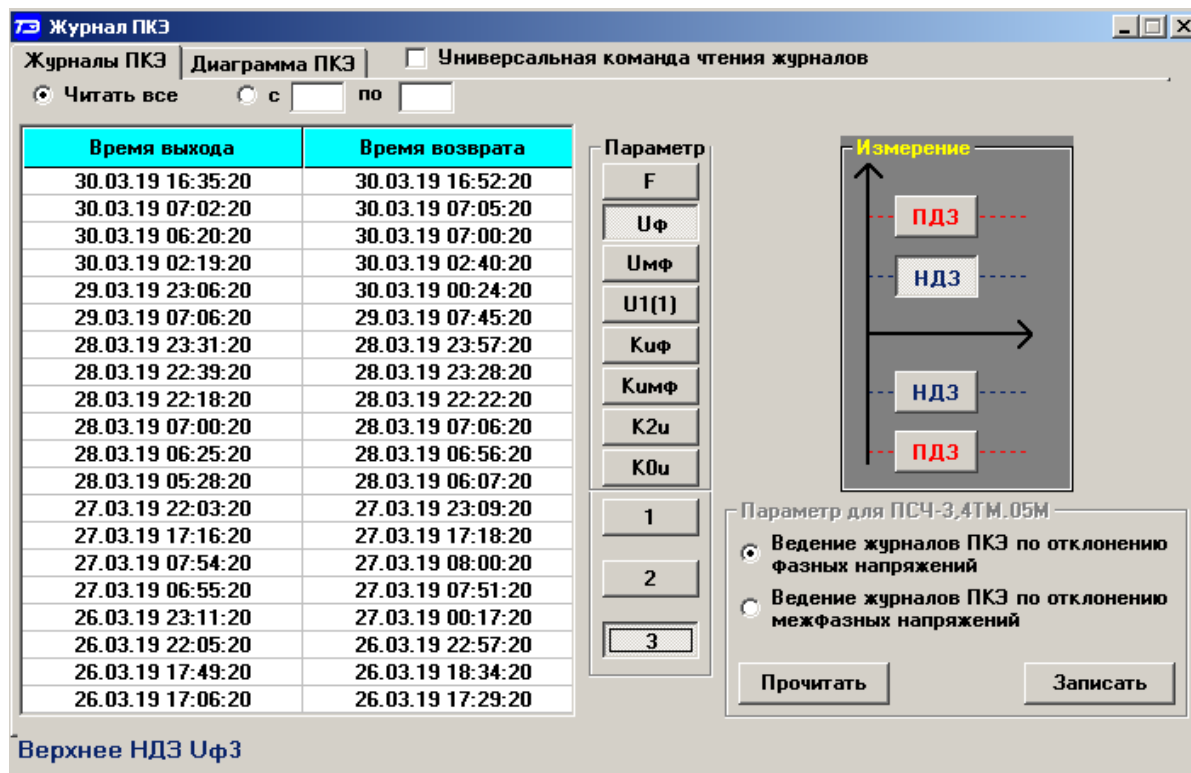 ТЭ Журнал ПКЭ
Журналы ПКЭ Диаграмма ПКЭ Универсальная команда чтения журналов
Читать все с по
Время выхода Время возврата
30.03.19 16:35:20 30.03.19 16:52:20
30.03.19 07:02:20 30.03.19 07:05:20
30.03.19 06:20:20 30.03.19 07:00:20
30.03.19 02:19:20 30.03.19 02:40:20
29.03.19 23:06:20 30.03.19 00:24:20
29.03.19 07:06:20 29.03.19 07:45:20
28.03.19 23:31:20 28.03.19 23:57:20
28.03.19 22:39:20 28.03.19 23:28:20
28.03.19 22:18:20 28.03.19 22:22:20
28.03.19 07:00:20 28.03.19 07:06:20
28.03.19 06:25:20 28.03.19 06:56:20
28.03.19 05:28:20 28.03.19 06:07:20
27.03.19 22:03:20 27.03.19 23:09:20
27.03.19 17:16:20 27.03.19 17:18:20
27.03.19 07:54:20 27.03.19 08:00:20
27.03.19 06:55:20 27.03.19 07:51:20
26.03.19 23:11:20 27.03.19 00:17:20
26.03.19 22:05:20 26.03.19 22:57:20
26.03.19 17:49:20 26.03.19 18:34:20
26.03.19 17:06:20 26.03.19 17:29:20
Параметр
F
Uф
Uмф
U1(1)
Kиф
Kимф
K2и
K0и
1
2
3
Измерение
ПДЗ
НДЗ
НДЗ
ПДЗ
Параметр для ПСЧ-3,4ТМ.05М
Ведение журналов ПКЭ по отклонению
фазных напряжений
Ведение журналов ПКЭ по отклонению
межфазных напряжений
Прочитать Записать
Верхнее НДЗ Uф3